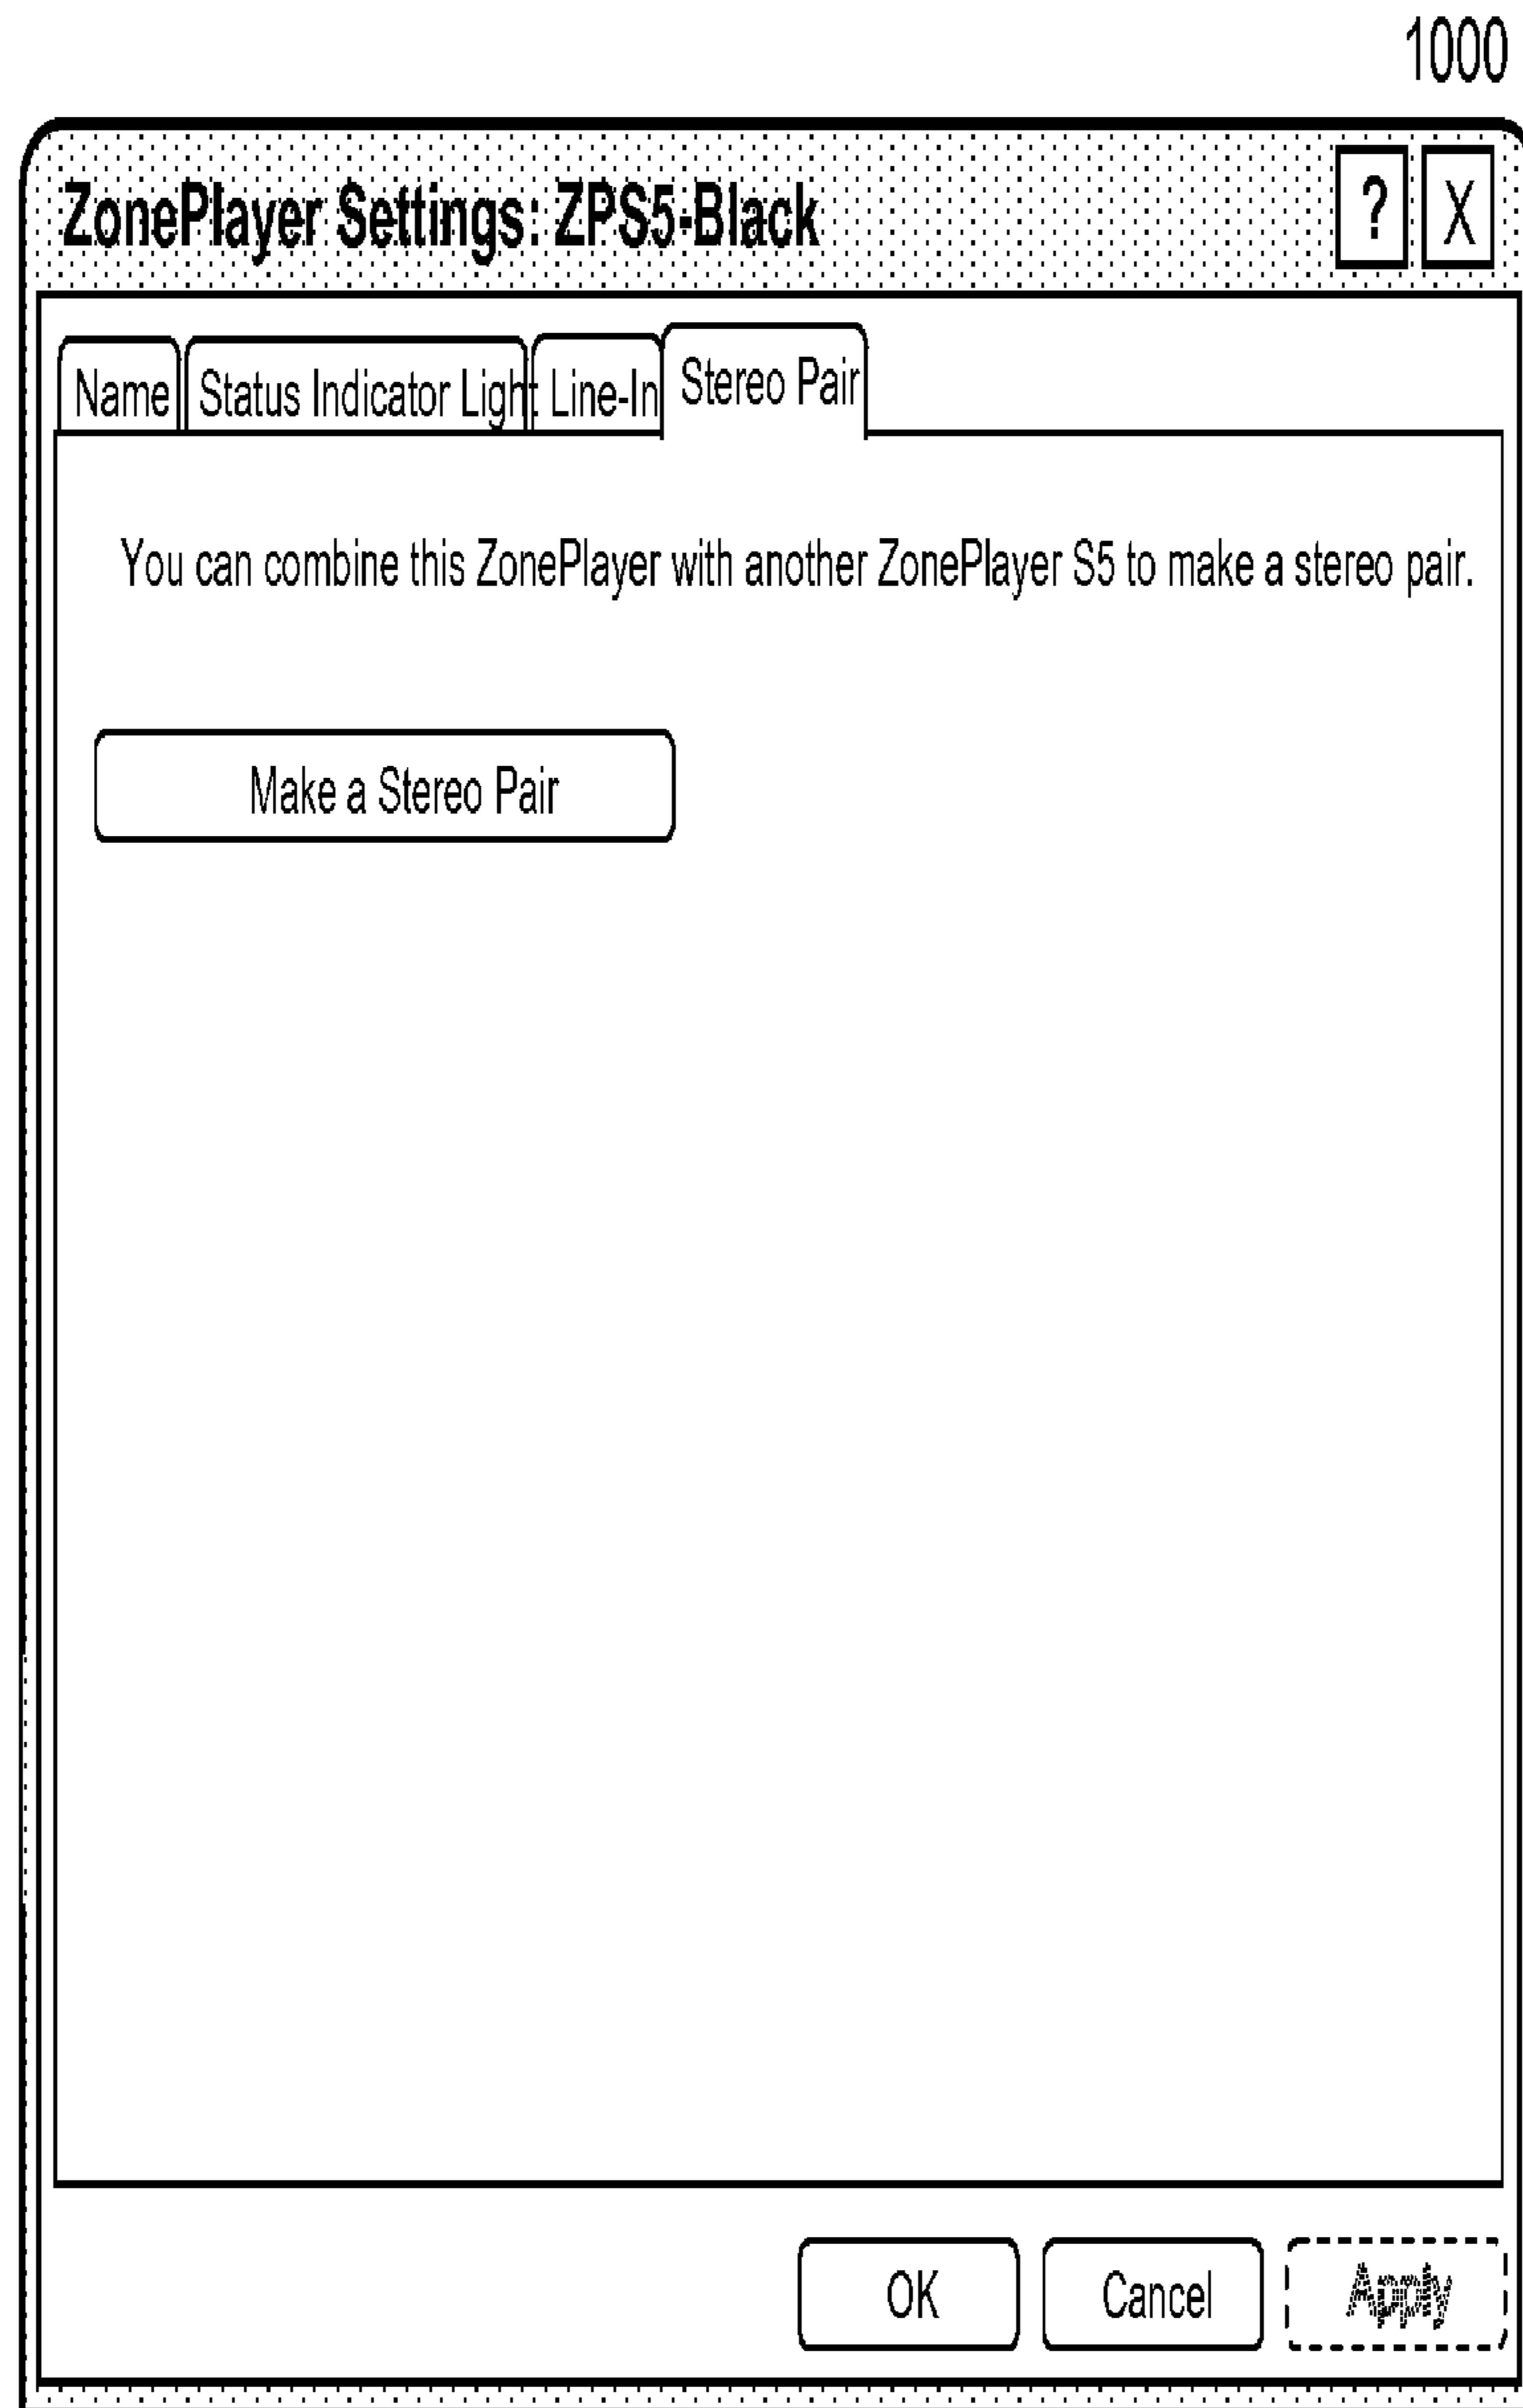 1000
ZonePlayer Settings: ZPS5-Black ? X
Name Status Indicator Light Line-In Stereo Pair
You can combine this ZonePlayer with another ZonePlayer S5 to make a stereo pair.
Make a Stereo Pair
OK Cancel Apply